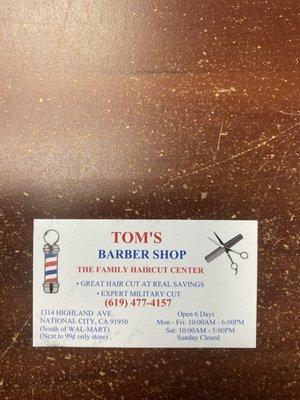 TOM'S
BARBER SHOP
THE FAMILY HAIRCUT CENTER
• GREAT HAIR CUT AT REAL SAVINGS
• EXPERT MILITARY CUT
(619) 477-4157
1314 HIGHLAND AVE.
NATIONAL CITY, CA 91950
(South of WAL-MART)
(Next to 99¢ only store)
Open 6 Days
Mon - Fri: 10:00AM - 6:00PM
Sat: 10:00AM - 5:00PM
Sunday Closed